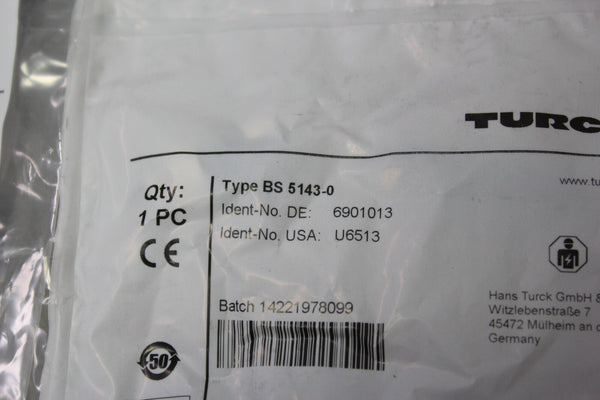 TURC
www.tu
Qty:
1 PC
CE
Type BS 5143-0
Ident-No. DE: 6901013
Ident-No. USA: U6513
Batch 14221978099
50
Hans Turck GmbH &
Witzlebenstraße 7
45472 Mülheim an d
Germany